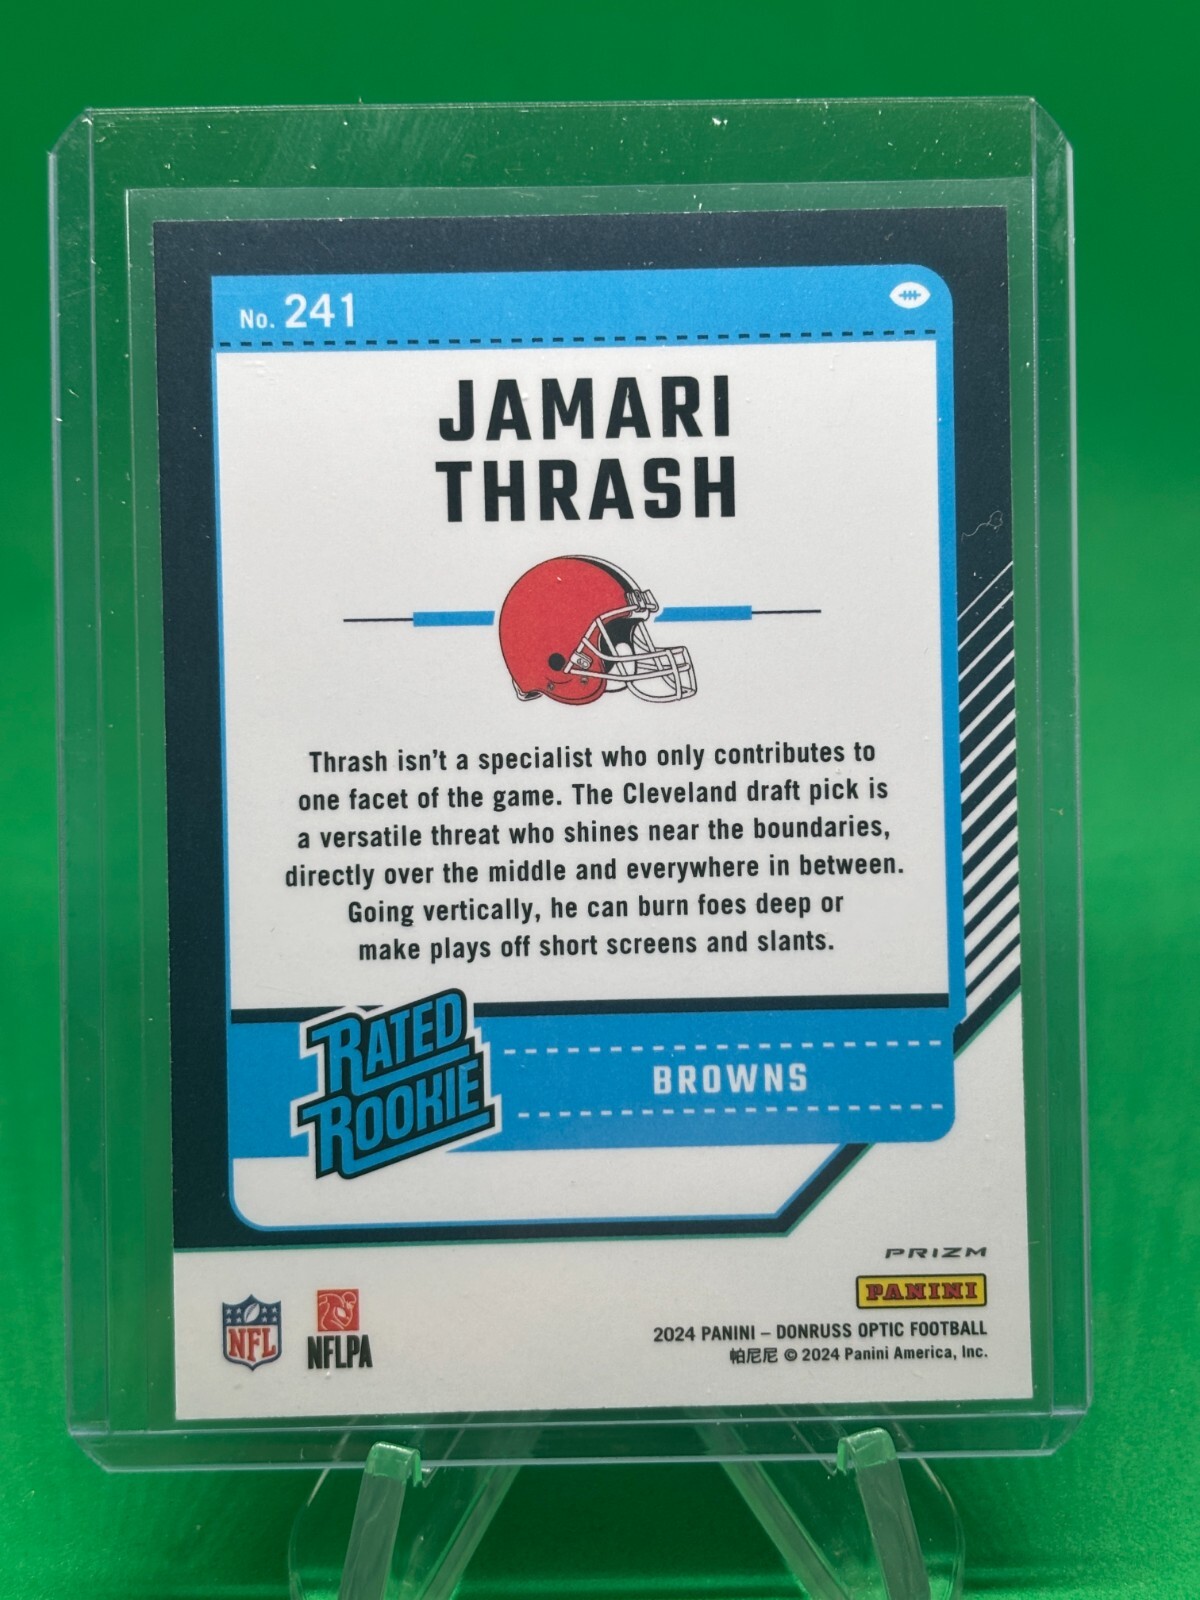 No. 241
JAMARI
THRASH
Thrash isn't a specialist who only contributes to
one facet of the game. The Cleveland draft pick is
a versatile threat who shines near the boundaries,
directly over the middle and everywhere in between.
Going vertically, he can burn foes deep or
make plays off short screens and slants.
RATED
ROOKIE
BROWNS
PRIZM
PANINI
NFL
NFLPA
2024 PANINI – DONRUSS OPTIC FOOTBALL
帕尼尼 © 2024 Panini America, Inc.